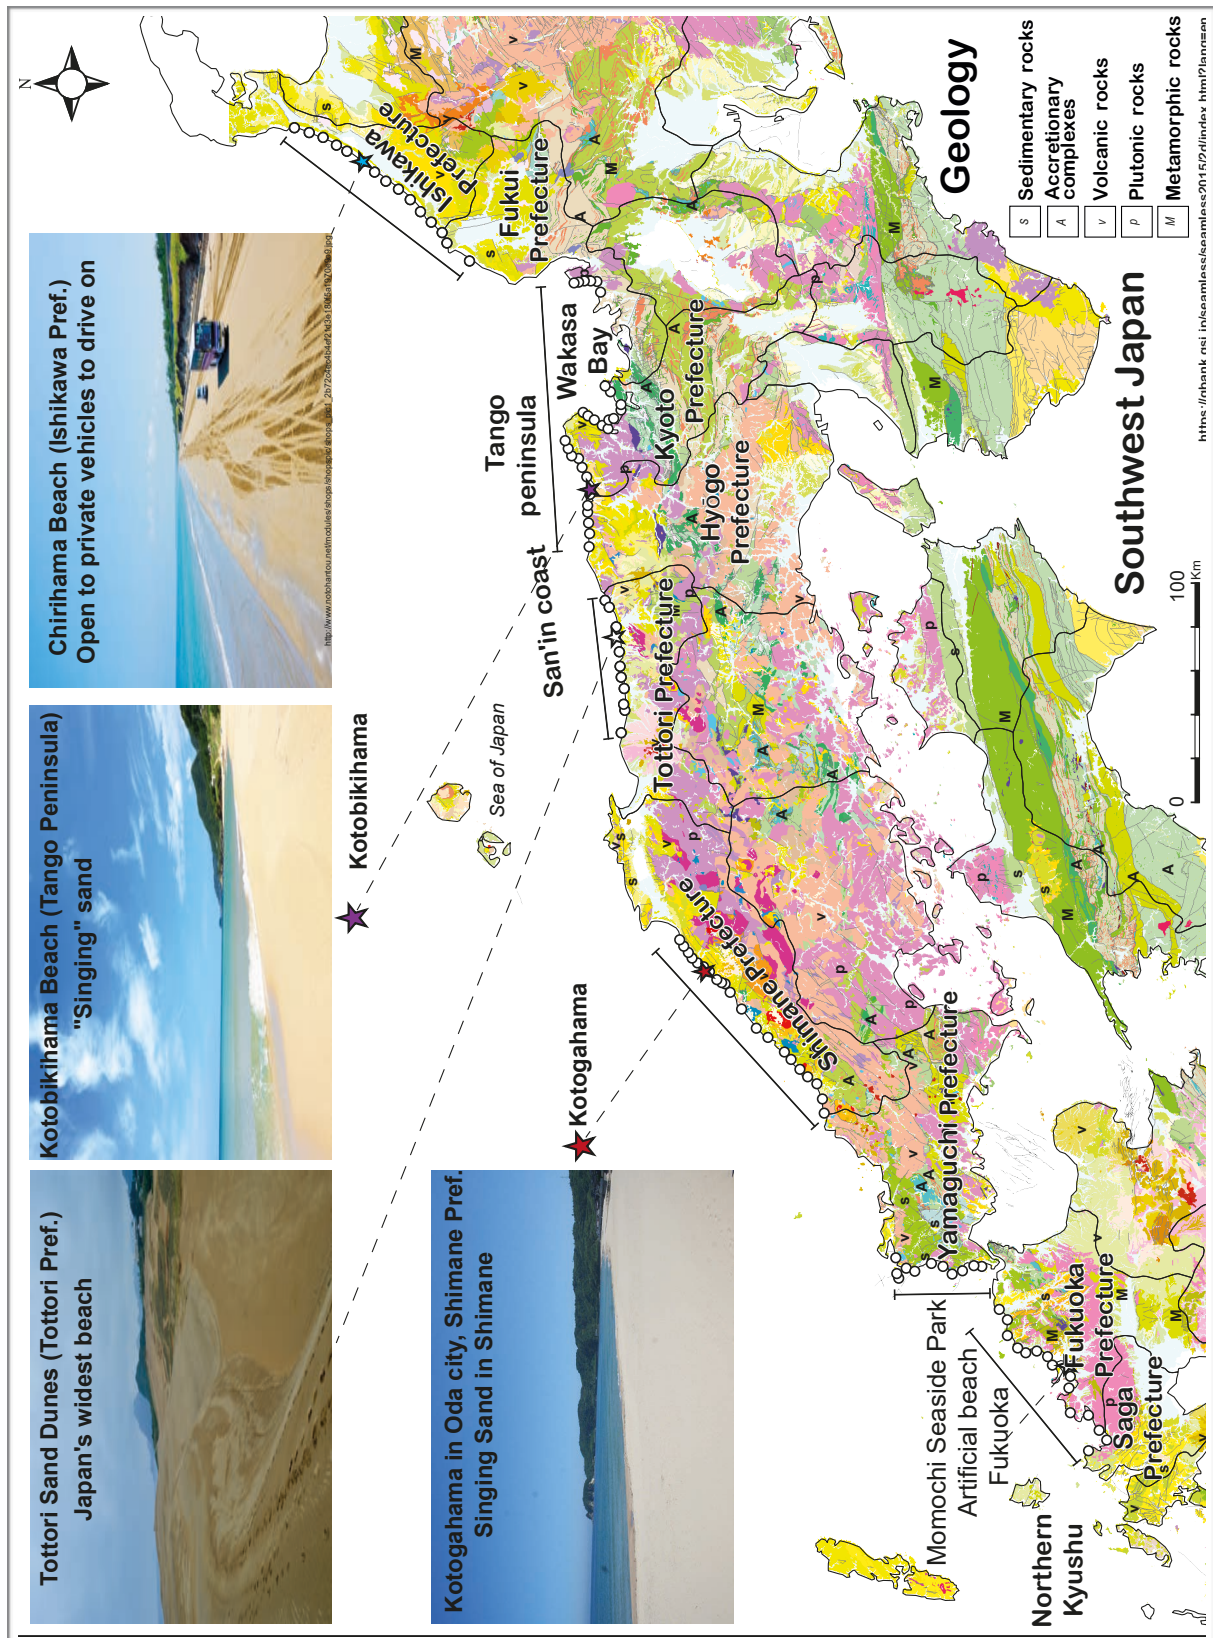 Tottori Sand Dunes (Tottori Pref.)
Japan's widest beach
Kotobikihama Beach (Tango Peninsula)
"Singing" sand
Chirihama Beach (Ishikawa Pref.)
Open to private vehicles to drive on
N
Kotogahama in Oda city, Shimane Pref.
Singing Sand in Shimane
Kotogahama
Kotobikihama
Sea of Japan
San'in coast
Tango
peninsula
Wakasa
Bay
Ishikawa
Prefecture
Fukui
Prefecture
Kyoto
Prefecture
Hyōgo
Prefecture
Tottori Prefecture
Shimane Prefecture
Yamaguchi Prefecture
Momochi Seaside Park
Artificial beach
Fukuoka
Fukuoka
Prefecture
Saga
Prefecture
Northern
Kyushu
Southwest Japan
0 100 Km
Geology
s Sedimentary rocks
A Accretionary
complexes
v Volcanic rocks
p Plutonic rocks
M Metamorphic rocks